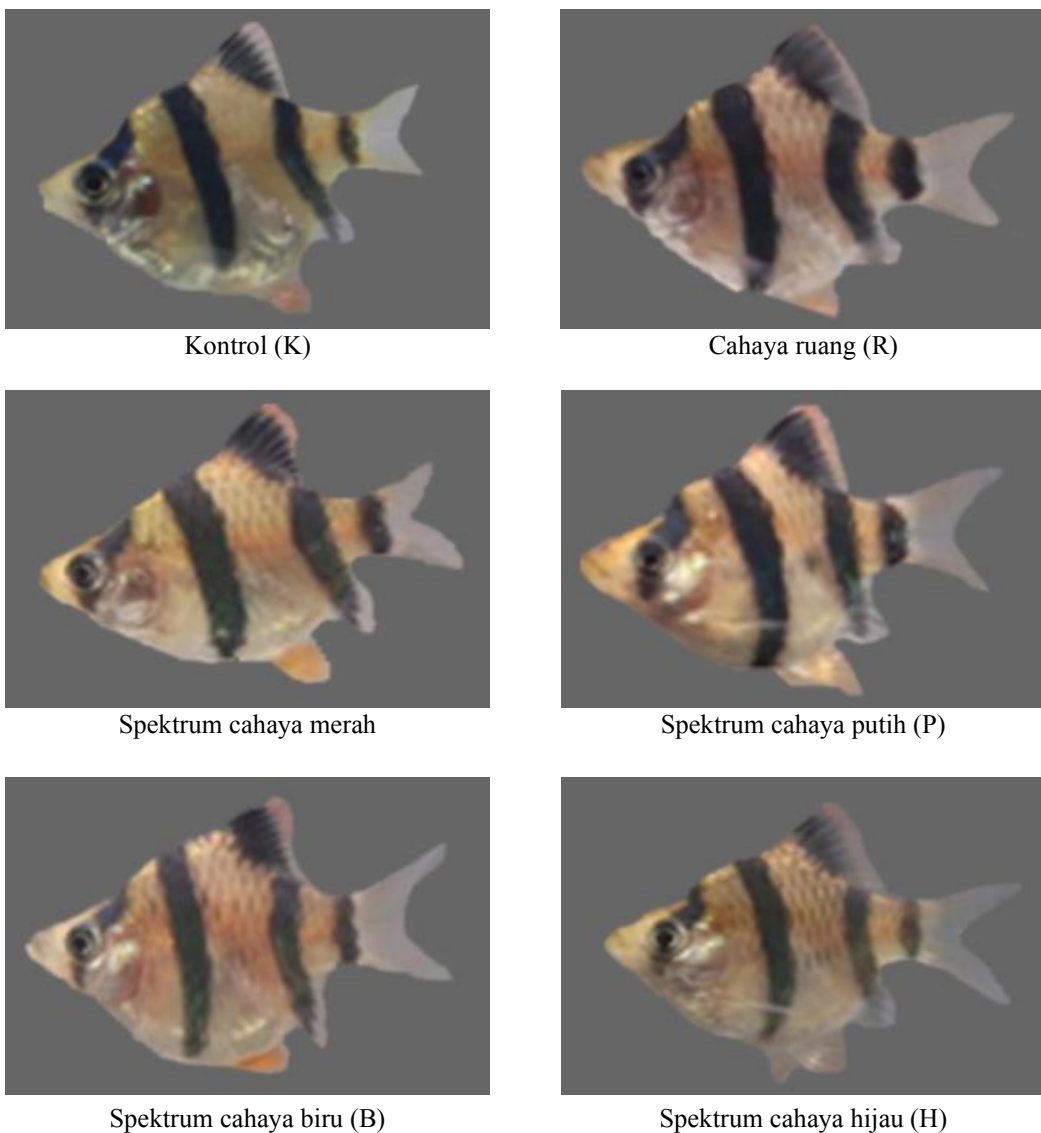 Kontrol (K)
Cahaya ruang (R)
Spektrum cahaya merah
Spektrum cahaya putih (P)
Spektrum cahaya biru (B)
Spektrum cahaya hijau (H)